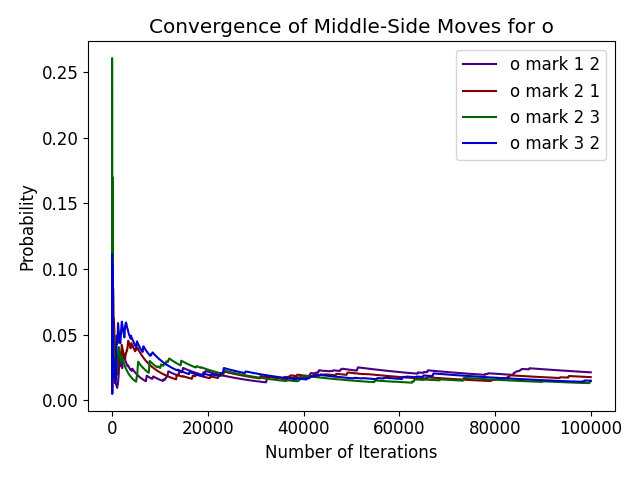 Convergence of Middle-Side Moves for o
0.25
0.20
0.15
0.10
0.05
0.00
Probability
o mark 1 2
o mark 2 1
o mark 2 3
o mark 3 2
0 20000 40000 60000 80000 100000
Number of Iterations